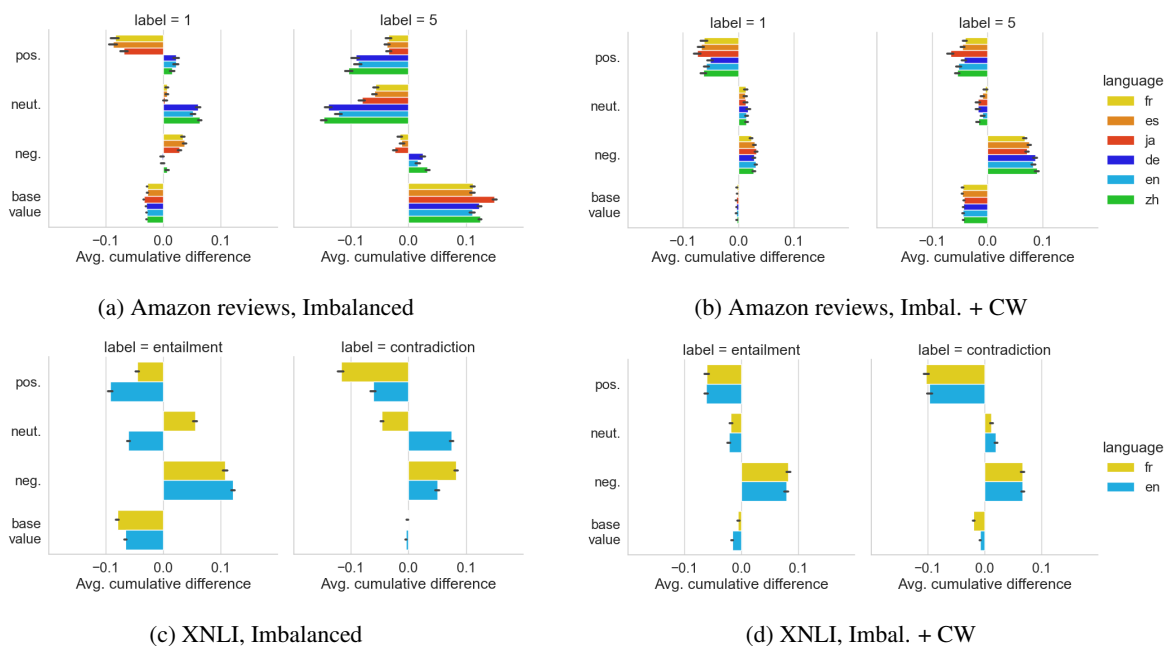 label = 1
label = 5
pos.
neut.
neg.
base
value
−0.1
0.0
0.1
−0.1
0.0
0.1
Avg. cumulative difference
Avg. cumulative difference
(a) Amazon reviews, Imbalanced
label = 1
label = 5
pos.
neut.
neg.
base
value
−0.1
0.0
0.1
−0.1
0.0
0.1
Avg. cumulative difference
Avg. cumulative difference
language
fr
es
ja
de
en
zh
(b) Amazon reviews, Imbal. + CW
label = entailment
label = contradiction
pos.
neut.
neg.
base
value
−0.1
0.0
0.1
−0.1
0.0
0.1
Avg. cumulative difference
Avg. cumulative difference
(c) XNLI, Imbalanced
label = entailment
label = contradiction
pos.
neut.
neg.
base
value
−0.1
0.0
0.1
−0.1
0.0
0.1
Avg. cumulative difference
Avg. cumulative difference
language
fr
en
(d) XNLI, Imbal. + CW